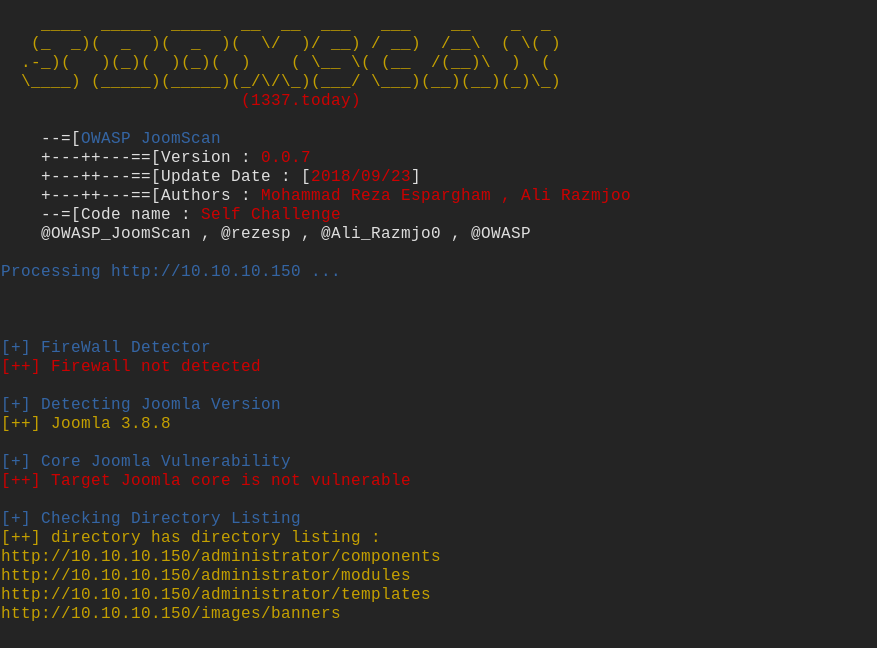 ____  _____  _____  __  __  ___   ___    __    _  _
   (_  _)(  _  )(  _  )(  \/  )/ __) / __)  /__\  ( \( )
  .-_)(   )(_)(  )(_)(  )    ( \__ \( (__  /(__)\  )  (
  \____) (_____)(_____)(_/\/\_)(___/ \___)(__)(__)(_)\_)
                        (1337.today)
    --=[OWASP JoomScan
    +---++---==[Version : 0.0.7
    +---++---==[Update Date : [2018/09/23]
    +---++---==[Authors : Mohammad Reza Espargham , Ali Razmjoo
    --=[Code name : Self Challenge
    @OWASP_JoomScan , @rezesp , @Ali_Razmjo0 , @OWASP
Processing http://10.10.10.150 ...
[+] FireWall Detector
[++] Firewall not detected
[+] Detecting Joomla Version
[++] Joomla 3.8.8
[+] Core Joomla Vulnerability
[++] Target Joomla core is not vulnerable
[+] Checking Directory Listing
[++] directory has directory listing :
http://10.10.10.150/administrator/components
http://10.10.10.150/administrator/modules
http://10.10.10.150/administrator/templates
http://10.10.10.150/images/banners